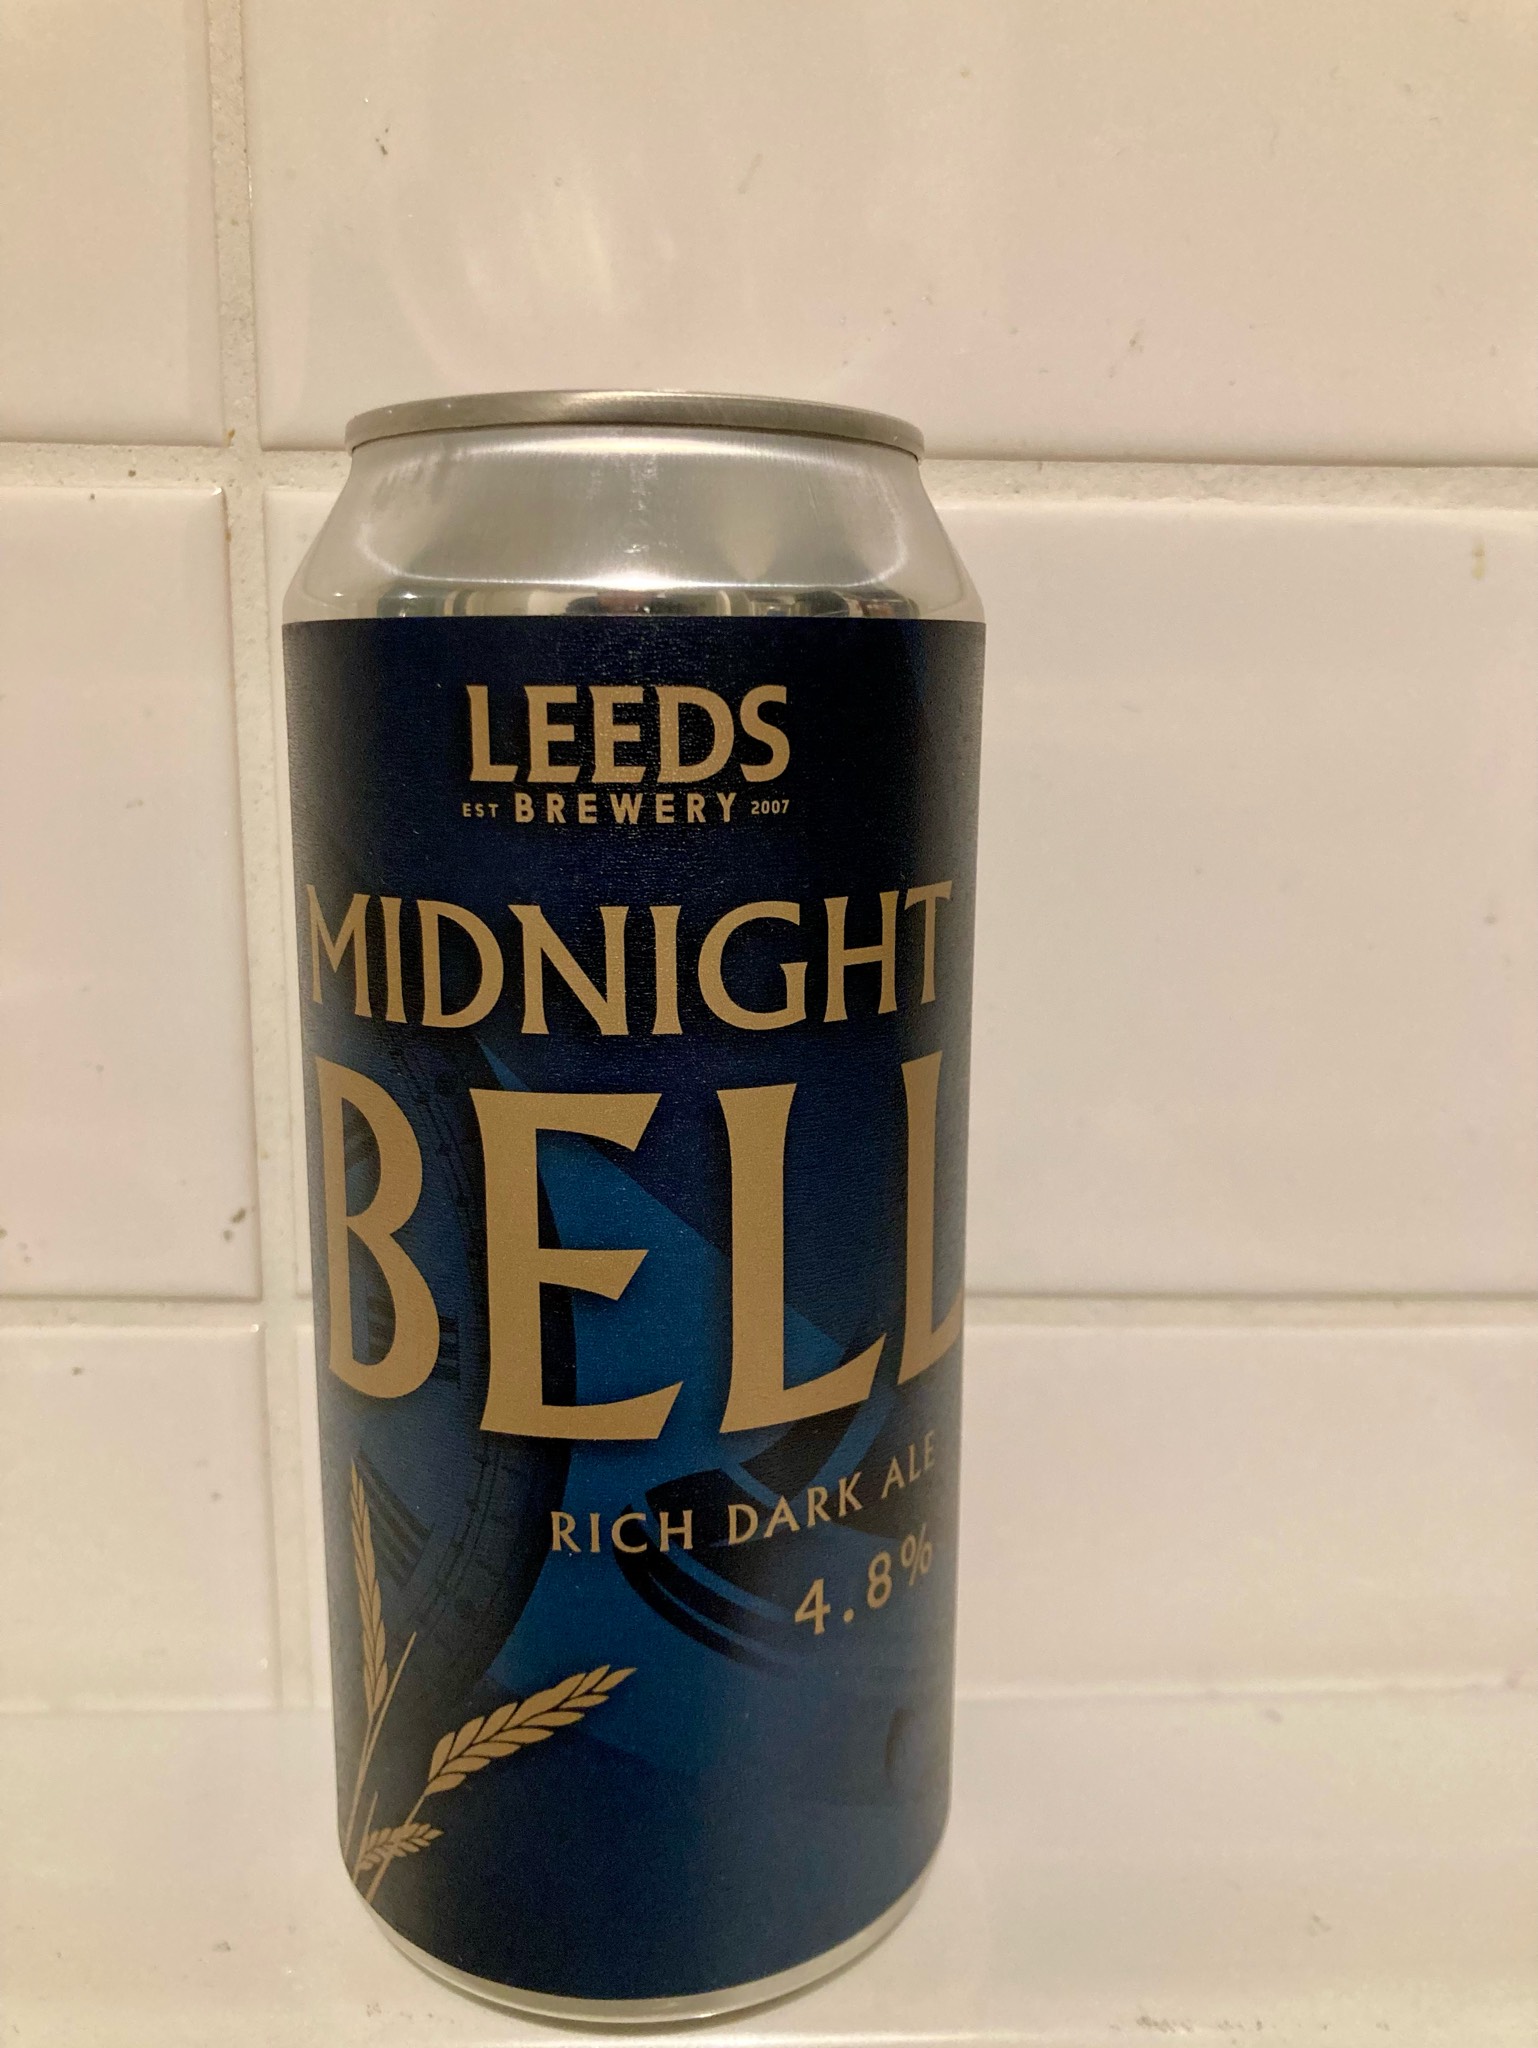 LEEDS
EST BREWERY 2007
MIDNIGHT
BELL
RICH DARK ALE
4.8%